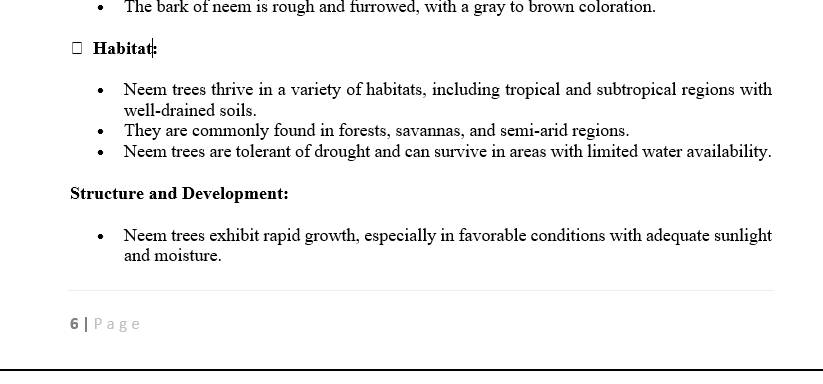 • The bark of neem is rough and furrowed, with a gray to brown coloration.
□ Habitat:
• Neem trees thrive in a variety of habitats, including tropical and subtropical regions with
well-drained soils.
• They are commonly found in forests, savannas, and semi-arid regions.
• Neem trees are tolerant of drought and can survive in areas with limited water availability.
Structure and Development:
• Neem trees exhibit rapid growth, especially in favorable conditions with adequate sunlight
and moisture.
6 | Page